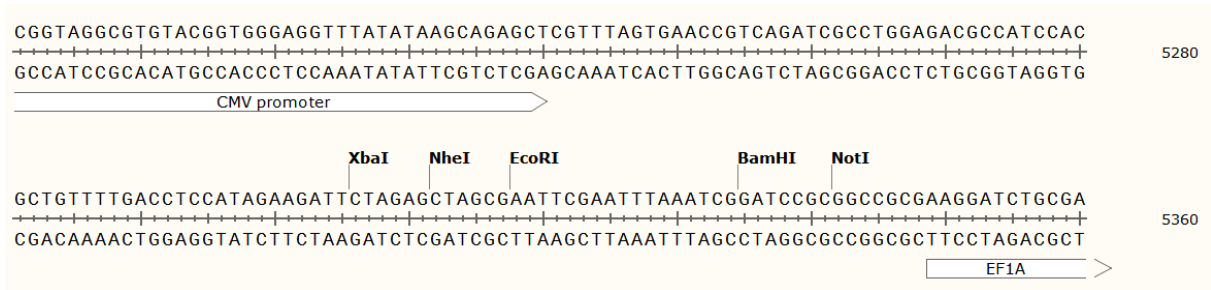 CGGTAGGCGTGTACGGTGGGAGGTTTATATAAGCAGAGCTCGTTTAGTGAACCGTCAGATCGCCTGGAGACGCCATCCAC
5280
GCCATCCGCACATGCCACCCTCCAAATATATTCGTCTCGAGCAAATCACTTGGCAGTCTAGCGGACCTCTGCGGTAGGTG
CMV promoter
XbaI NheI EcoRI BamHI NotI
GCTGTTTTGACCTCCATAGAAGATTCTAGAGCTAGCGAATTCGAATTTAAATCGGATCCGCGGCCGCGAAGGATCTGCGA
5360
CGACAAAACTGGAGGTATCTTCTAAGATCTCGATCGCTTAAGCTTAAATTTAGCCTAGGCGCCGGCGCTTCCTAGACGCT
EF1A